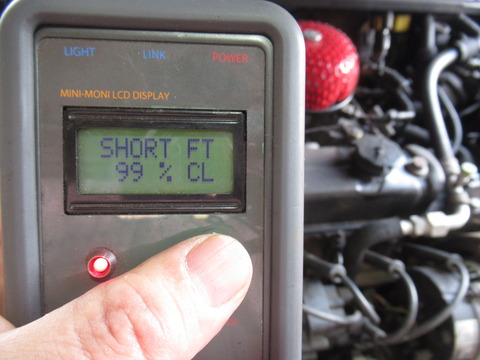 LIGHT LINK POWER
MINI-MONI LCD DISPLAY
SHORT FT
99 % CL